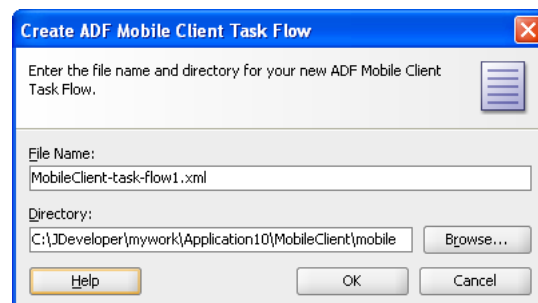 Create ADF Mobile Client Task Flow
Enter the file name and directory for your new ADF Mobile Client
Task Flow.
File Name:
MobileClient-task-flow1.xml
Directory:
C:\JDeveloper\mywork\Application10\MobileClient\mobile
Browse...
Help
OK
Cancel